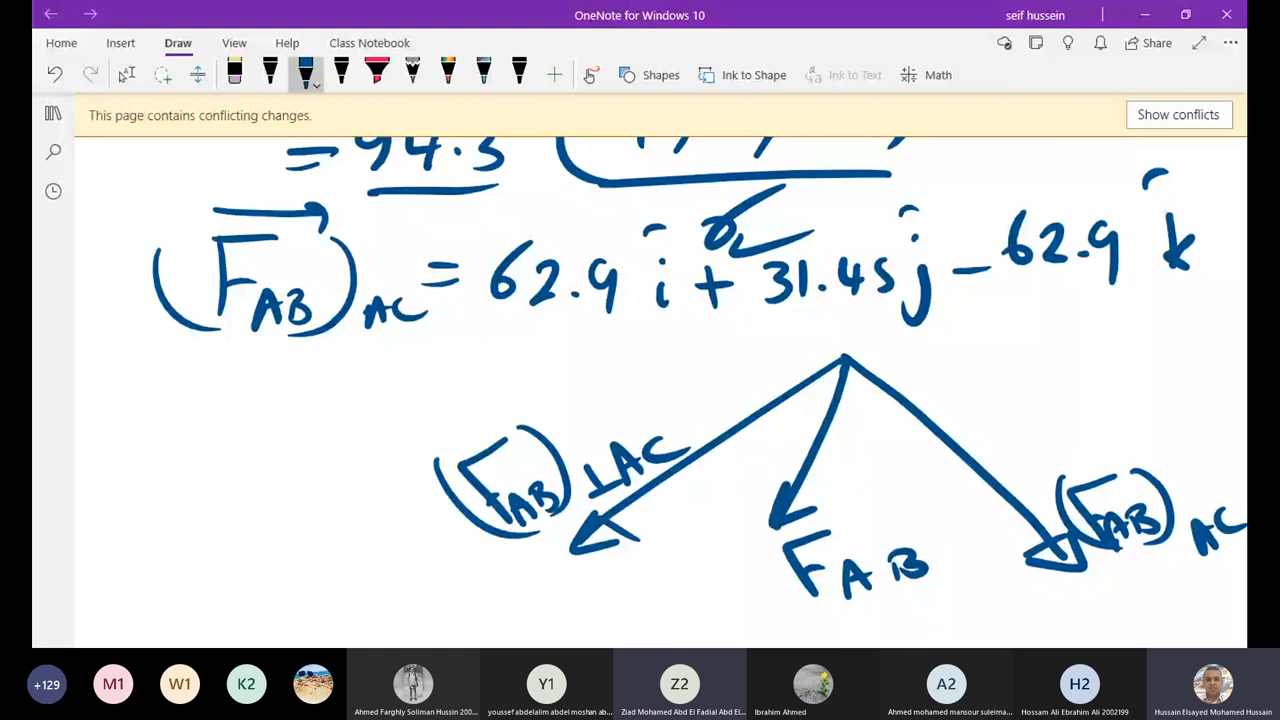 OneNote for Windows 10
seif hussein
Home Insert Draw View Help Class Notebook Share
Shapes Ink to Shape Ink to Text Math
This page contains conflicting changes. Show conflicts
= 94.3
(F_AB)_AC = 62.9 i + 31.45 j - 62.9 k
(F_AB) ⊥AC
(F_AB)_AC
F_AB
+129 M1 W1 K2 Y1 Z2 A2 H2
Ahmed Farghly Soliman Hussin 200...
youssef abdelalim abdel moshan ab...
Ziad Mohamed Abd El Fadial Abd El...
Ibrahim Ahmed
Ahmed mohamed mansour suleima...
Hossam Ali Ebrahim Ali 2002199
Hussain Elsayed Mohamed Hussain